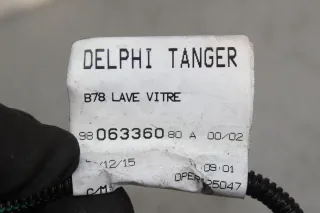 DELPHI TANGER
B78 LAVE VITRE
98 063360 80 A 00/02
/12/15 09:01
OPER:25047